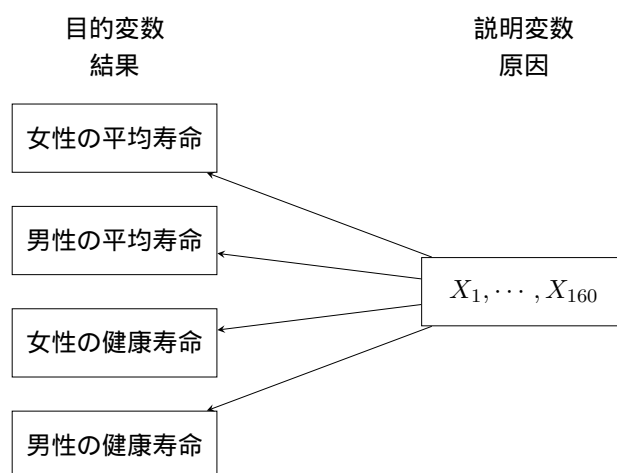 目的変数
結果
説明変数
原因
女性の平均寿命
男性の平均寿命
女性の健康寿命
男性の健康寿命
X₁, ⋯ , X₁₆₀